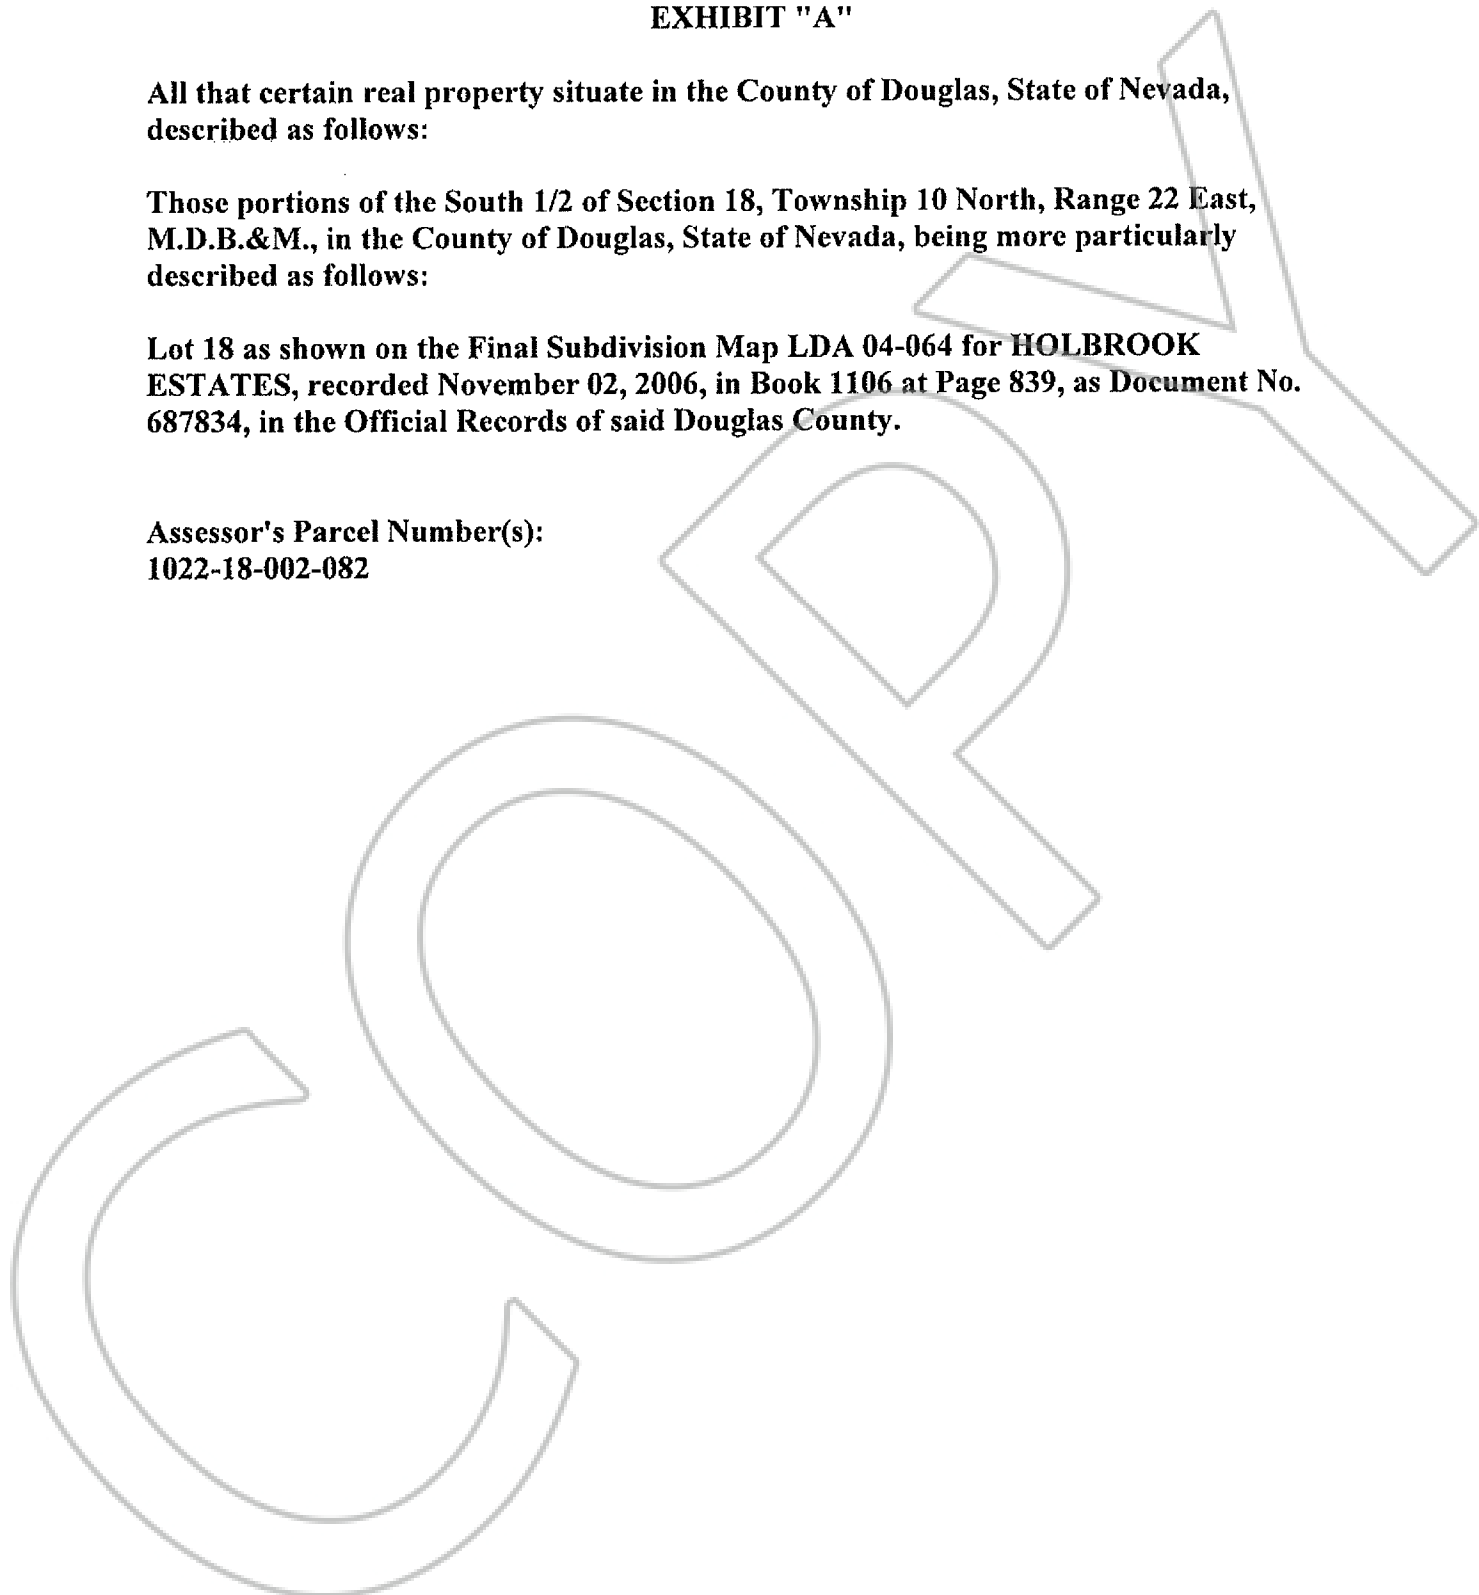 EXHIBIT "A"
All that certain real property situate in the County of Douglas, State of Nevada,
described as follows:
Those portions of the South 1/2 of Section 18, Township 10 North, Range 22 East,
M.D.B.&M., in the County of Douglas, State of Nevada, being more particularly
described as follows:
Lot 18 as shown on the Final Subdivision Map LDA 04-064 for HOLBROOK
ESTATES, recorded November 02, 2006, in Book 1106 at Page 839, as Document No.
687834, in the Official Records of said Douglas County.
Assessor's Parcel Number(s):
1022-18-002-082
COPY